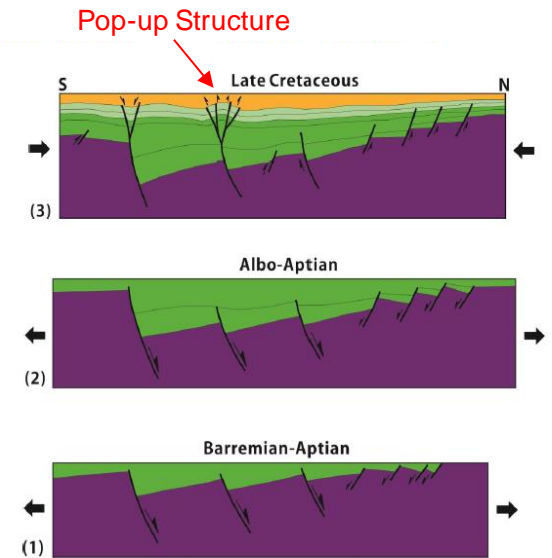 Pop-up Structure
Late Cretaceous
S
N
(3)
Albo-Aptian
(2)
Barremian-Aptian
(1)